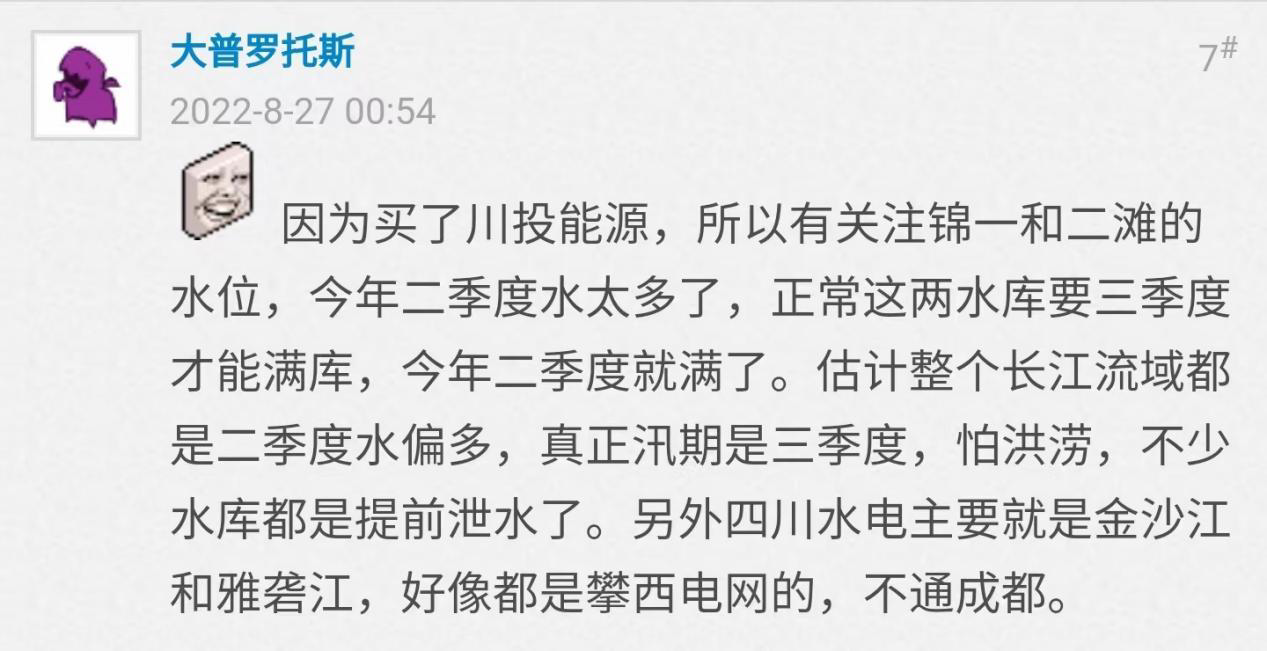 大普罗托斯
7#
2022-8-27 00:54
因为买了川投能源，所以有关注锦一和二滩的
水位，今年二季度水太多了，正常这两水库要三季度
才能满库，今年二季度就满了。估计整个长江流域都
是二季度水偏多，真正汛期是三季度，怕洪涝，不少
水库都是提前泄水了。另外四川水电主要就是金沙江
和雅砻江，好像都是攀西电网的，不通成都。